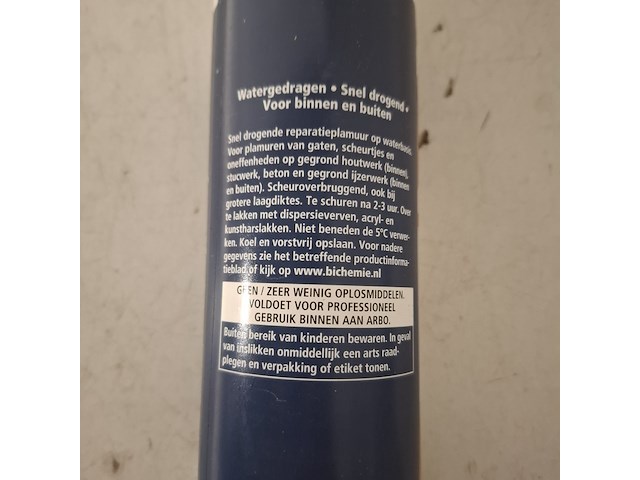 Watergedragen • Snel drogend •
Voor binnen en buiten
Snel drogende reparatieplamuur op waterbasis.
Voor plamuren van gaten, scheurtjes en
oneffenheden op gegrond houtwerk (binnen),
stucwerk, beton en gegrond ijzerwerk (binnen
en buiten). Scheuroverbruggend, ook bij
grotere laagdiktes. Te schuren na 2-3 uur. Over
te lakken met dispersieverven, acryl- en
kunstharslakken. Niet beneden de 5°C verwer-
ken. Koel en vorstvrij opslaan. Voor nadere
gegevens zie het betreffende productinforma-
tieblad of kijk op www.bichemie.nl
GEEN / ZEER WEINIG OPLOSMIDDELEN.
VOLDOET VOOR PROFESSIONEEL
GEBRUIK BINNEN AAN ARBO.
Buiten bereik van kinderen bewaren. In geval
van inslikken onmiddellijk een arts raad-
plegen en verpakking of etiket tonen.